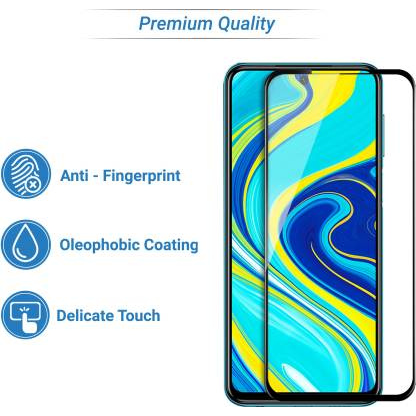 Premium Quality
Anti - Fingerprint
Oleophobic Coating
Delicate Touch